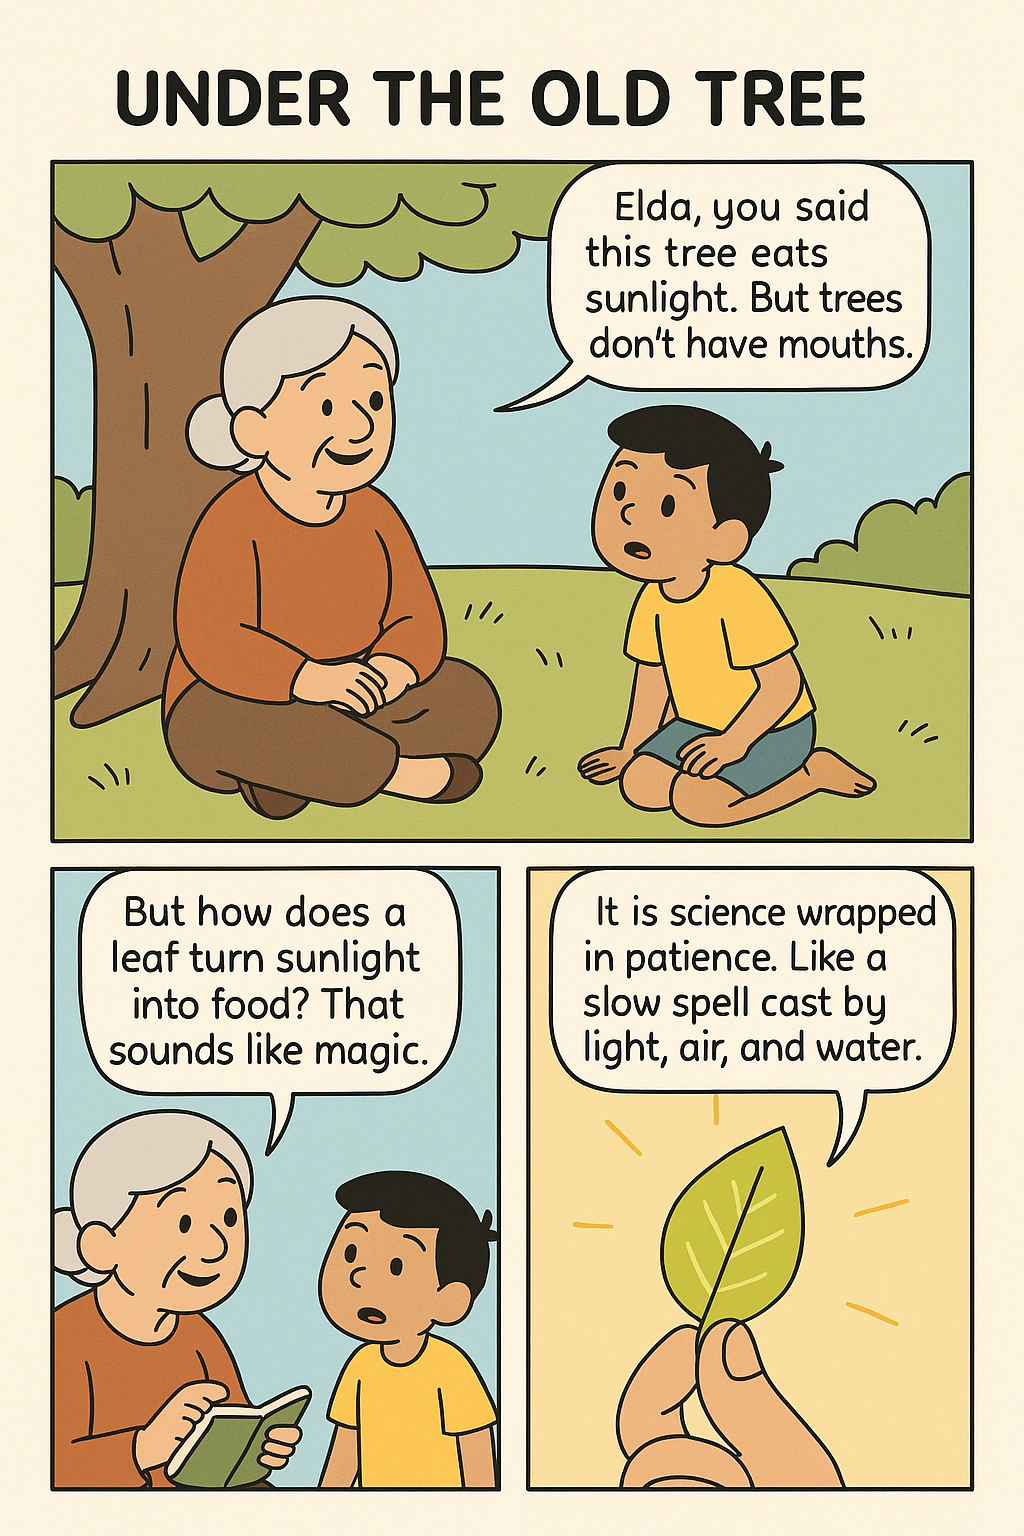 UNDER THE OLD TREE
Elda, you said
this tree eats
sunlight. But trees
don't have mouths.
But how does a
leaf turn sunlight
into food? That
sounds like magic.
It is science wrapped
in patience. Like a
slow spell cast by
light, air, and water.